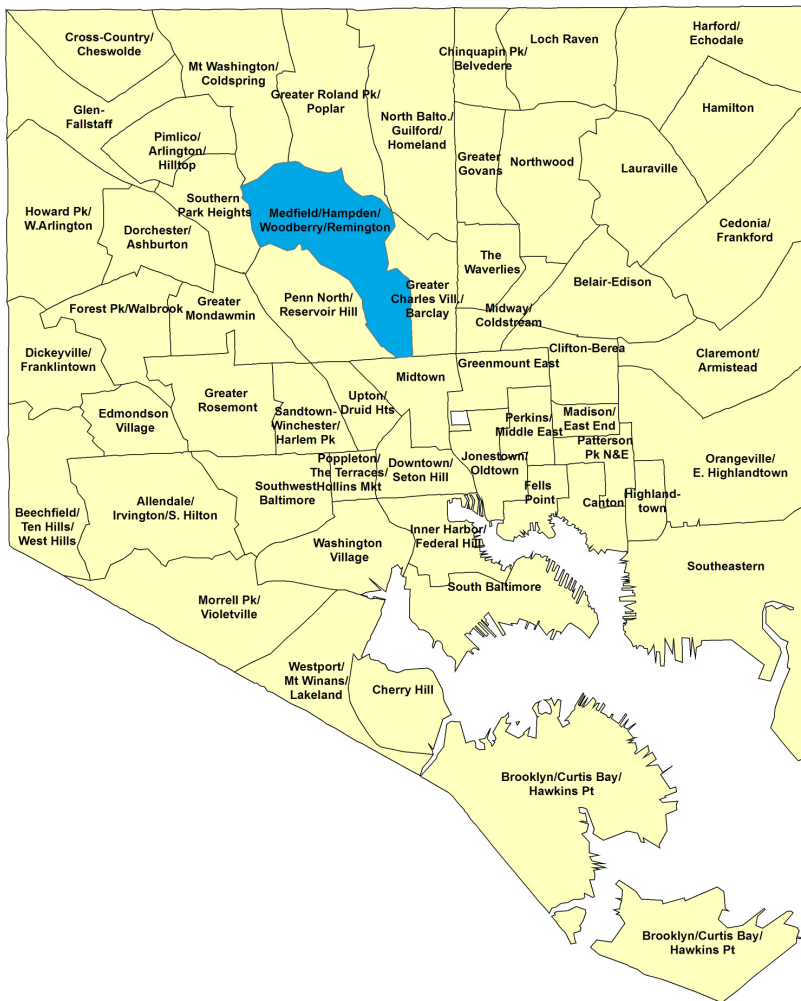 Cross-Country/
Cheswolde
Mt Washington/
Coldspring
Greater Roland Pk/
Poplar
North Balto./
Guilford/
Homeland
Chinquapin Pk/
Belvedere
Loch Raven
Harford/
Echodale
Glen-
Fallstaff
Pimlico/
Arlington/
Hilltop
Greater
Govans
Northwood
Lauraville
Hamilton
Howard Pk/
W.Arlington
Dorchester/
Ashburton
Southern
Park Heights
Medfield/Hampden/
Woodberry/Remington
The
Waverlies
Cedonia/
Frankford
Forest Pk/Walbrook
Greater
Mondawmin
Penn North/
Reservoir Hill
Greater
Charles Vill./
Barclay
Midway/
Coldstream
Belair-Edison
Dickeyville/
Franklintown
Edmondson
Village
Greater
Rosemont
Sandtown-
Winchester/
Harlem Pk
Upton/
Druid Hts
Midtown
Greenmount East
Clifton-Berea
Claremont/
Armistead
Perkins/
Middle East
Madison/
East End
Patterson
Pk N&E
Beechfield/
Ten Hills/
West Hills
Allendale/
Irvington/S. Hilton
Southwest
Baltimore
Poppleton/
The Terraces/
Hollins Mkt
Downtown/
Seton Hill
Jonestown/
Oldtown
Fells
Point
Canton
Highland-
town
Orangeville/
E. Highlandtown
Washington
Village
Inner Harbor/
Federal Hill
South Baltimore
Southeastern
Morrell Pk/
Violetville
Westport/
Mt Winans/
Lakeland
Cherry Hill
Brooklyn/Curtis Bay/
Hawkins Pt
Brooklyn/Curtis Bay/
Hawkins Pt